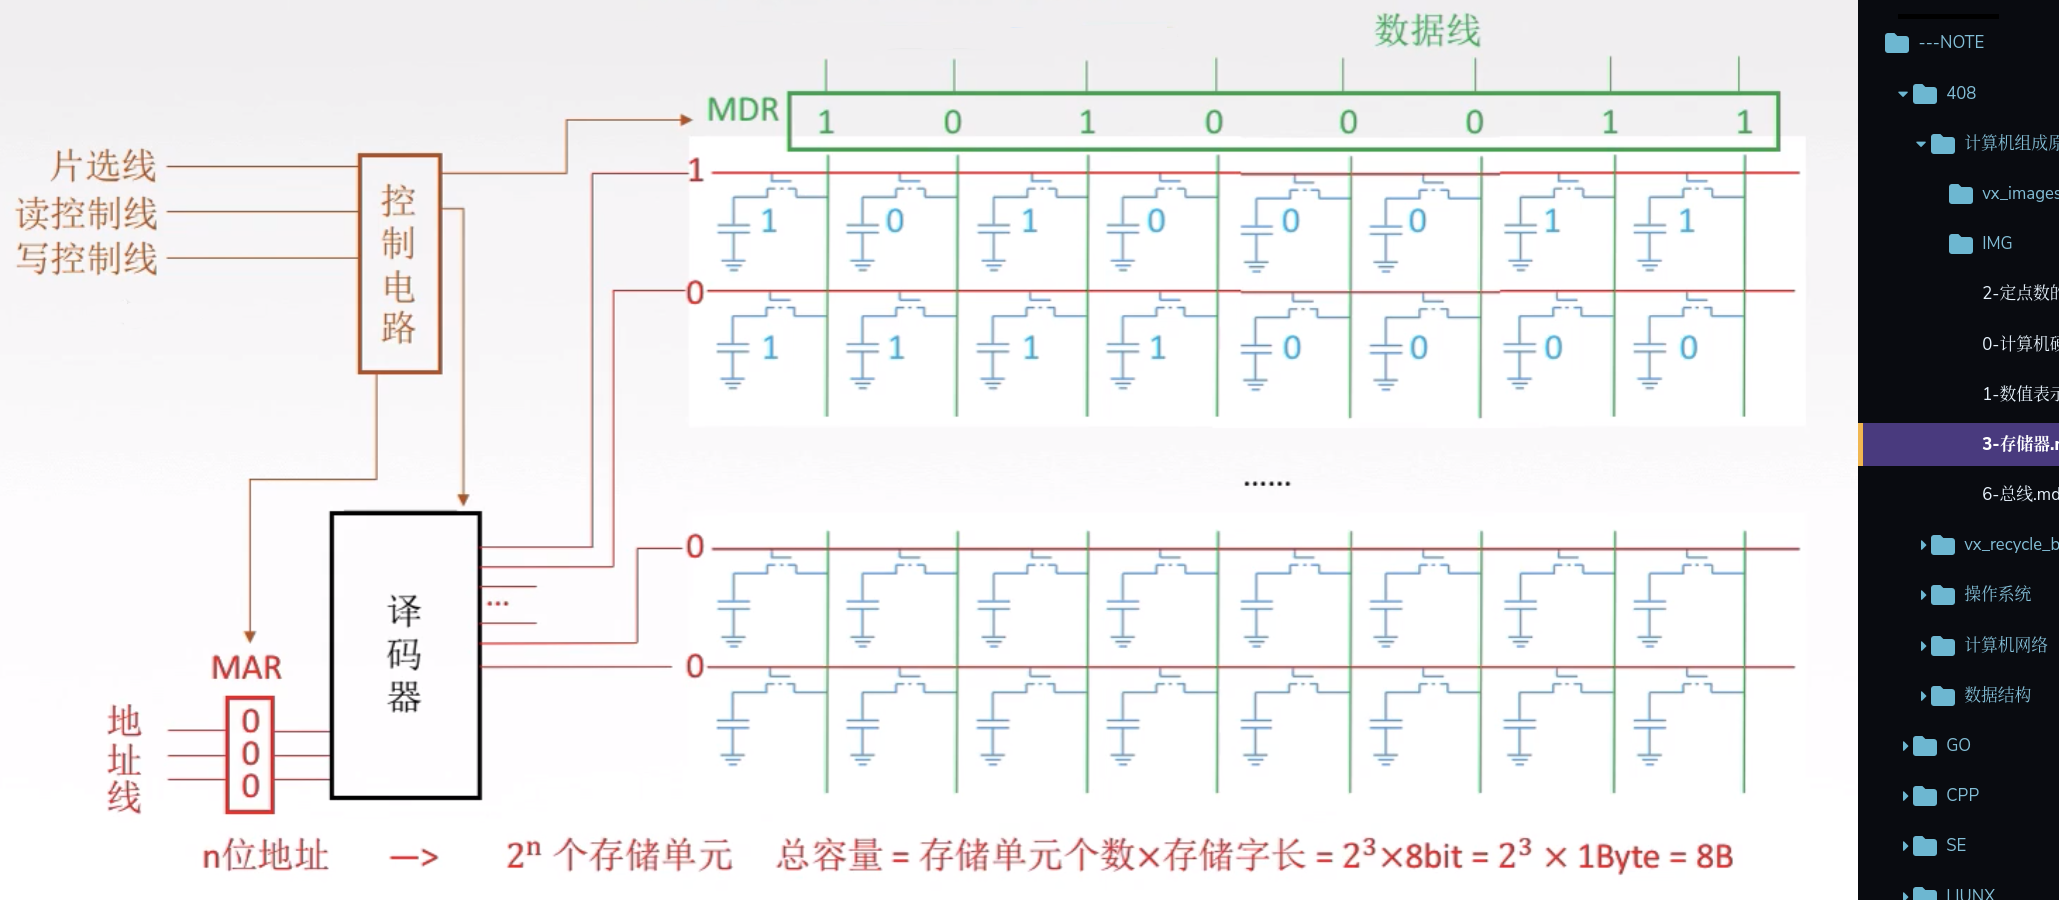 数据线
MDR 1 0 1 0 0 0 1 1
片选线
读控制线
写控制线
控制电路
1
1 0 1 0 0 0 1 1
0
1 1 1 1 0 0 0 0
......
0
0
译码器
...
MAR
0
0
0
地址线
n位地址 —> 2ⁿ 个存储单元 总容量 = 存储单元个数×存储字长 = 2³×8bit = 2³ × 1Byte = 8B
---NOTE
408
计算机组成原
vx_images
IMG
2-定点数的
0-计算机硬
1-数值表示
3-存储器.m
6-总线.md
vx_recycle_b
操作系统
计算机网络
数据结构
GO
CPP
SE
LIUNX